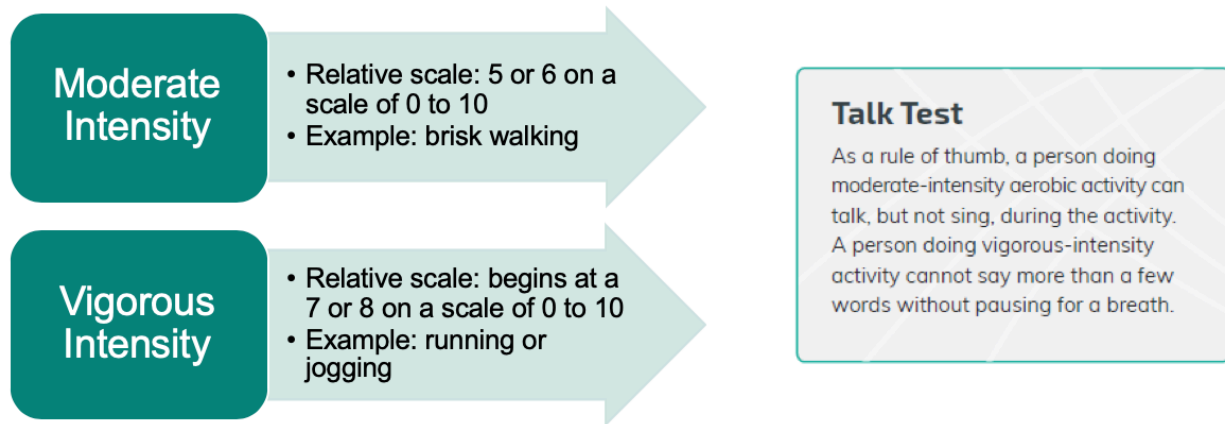 Moderate
Intensity
• Relative scale: 5 or 6 on a
scale of 0 to 10
• Example: brisk walking
Vigorous
Intensity
• Relative scale: begins at a
7 or 8 on a scale of 0 to 10
• Example: running or
jogging
Talk Test
As a rule of thumb, a person doing
moderate-intensity aerobic activity can
talk, but not sing, during the activity.
A person doing vigorous-intensity
activity cannot say more than a few
words without pausing for a breath.